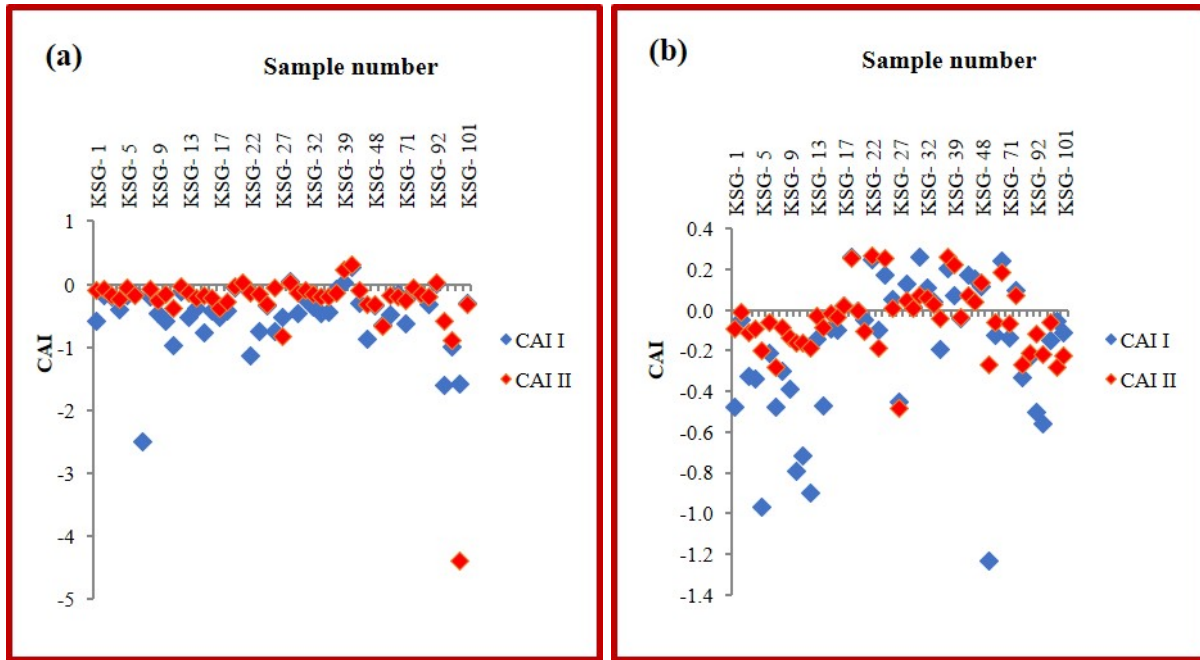 (a)
Sample number
KSG- 1
KSG- 5
KSG- 9
KSG- 13
KSG- 17
KSG- 22
KSG- 27
KSG- 32
KSG- 39
KSG- 48
KSG- 71
KSG- 92
KSG- 101
1
0
-1
-2
-3
-4
-5
CAI
CAI I
CAI II
(b)
Sample number
KSG- 1
KSG- 5
KSG- 9
KSG- 13
KSG- 17
KSG- 22
KSG- 27
KSG- 32
KSG- 39
KSG- 48
KSG- 71
KSG- 92
KSG- 101
0.4
0.2
0.0
-0.2
-0.4
-0.6
-0.8
-1.0
-1.2
-1.4
CAI
CAI I
CAI II